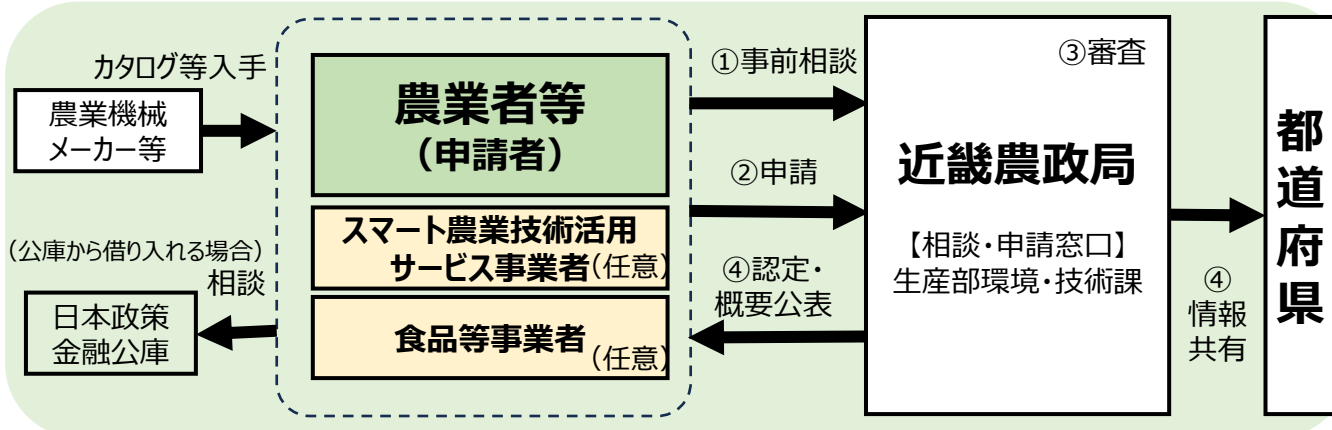 カタログ等入手
農業機械
メーカー等
(公庫から借り入れる場合)
相談
日本政策
金融公庫
農業者等
(申請者)
スマート農業技術活用
サービス事業者(任意)
食品等事業者(任意)
①事前相談
②申請
④認定・
概要公表
③審査
近畿農政局
【相談・申請窓口】
生産部環境・技術課
④
情報
共有
都道府県